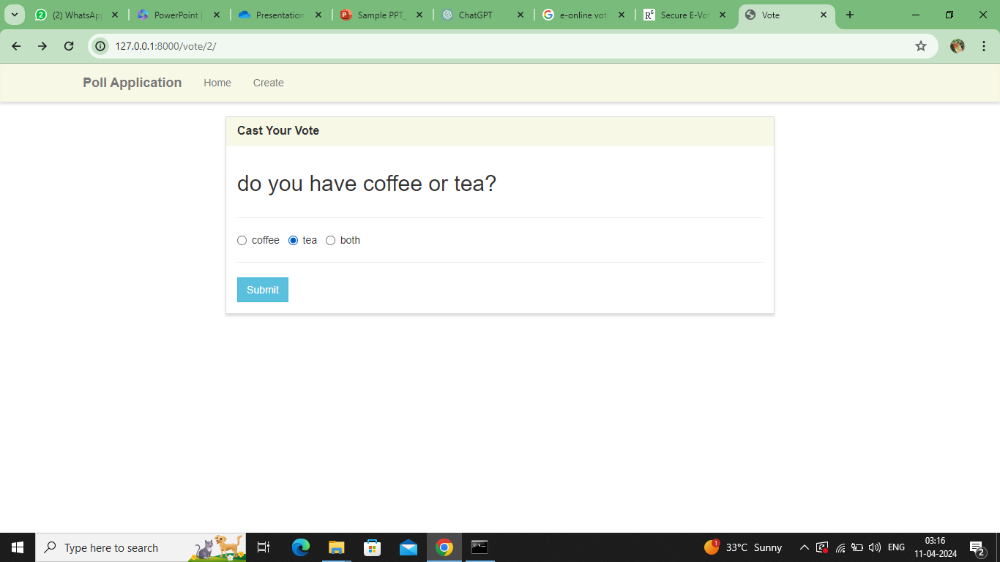 (2) WhatsAp
PowerPoint |
Presentation
Sample PPT_
ChatGPT
e-online voti
Secure E-Vot
Vote
127.0.0.1:8000/vote/2/
Poll Application Home Create
Cast Your Vote
do you have coffee or tea?
coffee tea both
Submit
Type here to search
33°C Sunny
ENG
03:16
11-04-2024
2